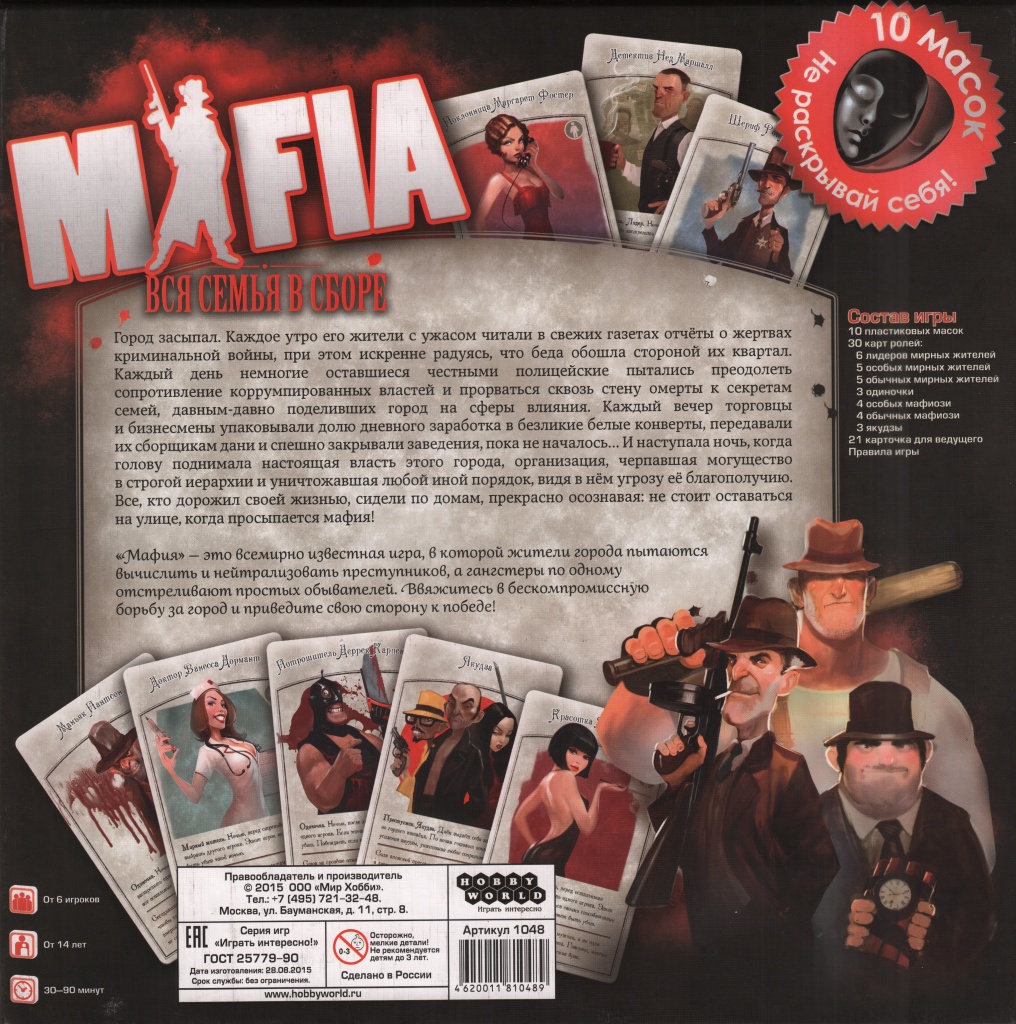 10 масок
Не раскрывай себя!
MAFIA
ВСЯ СЕМЬЯ В СБОРЕ
Поклонница Маргарет Фостер
Детектив Нед Маршалл
Шериф
Город засыпал. Каждое утро его жители с ужасом читали в свежих газетах отчёты о жертвах
криминальной войны, при этом искренне радуясь, что беда обошла стороной их квартал.
Каждый день немногие оставшиеся честными полицейские пытались преодолеть
сопротивление коррумпированных властей и прорваться сквозь стену омерты к секретам
семей, давным-давно поделивших город на сферы влияния. Каждый вечер торговцы
и бизнесмены упаковывали долю дневного заработка в безликие белые конверты, передавали
их сборщикам дани и спешно закрывали заведения, пока не началось... И наступала ночь, когда
голову поднимала настоящая власть этого города, организация, черпавшая могущество
в строгой иерархии и уничтожавшая любой иной порядок, видя в нём угрозу её благополучию.
Все, кто дорожил своей жизнью, сидели по домам, прекрасно осознавая: не стоит оставаться
на улице, когда просыпается мафия!
«Мафия» — это всемирно известная игра, в которой жители города пытаются
вычислить и нейтрализовать преступников, а гангстеры по одному
отстреливают простых обывателей. Ввяжитесь в бескомпромиссную
борьбу за город и приведите свою сторону к победе!
Состав игры
10 пластиковых масок
30 карт ролей:
6 лидеров мирных жителей
5 особых мирных жителей
5 обычных мирных жителей
3 одиночки
4 особых мафиози
4 обычных мафиози
3 якудзы
21 карточка для ведущего
Правила игры
Маньяк Пантеон
Доктор Ванесса Дормант
Потрошитель Деррек
Якудза
Красотка
От 6 игроков
От 14 лет
30–90 минут
Правообладатель и производитель
© 2015 ООО «Мир Хобби».
Тел.: +7 (495) 721–32–48.
Москва, ул. Бауманская, д. 11, стр. 8.
HOBBY
WORLD
Играть интересно
EAC
Серия игр
«Играть интересно!»
ГОСТ 25779–90
Дата изготовления: 28.08.2015
Срок службы: без ограничения.
0-3
Осторожно,
мелкие детали!
Не рекомендуется
детям до 3 лет.
Сделано в России
Артикул 1048
4 620011 810489
www.hobbyworld.ru